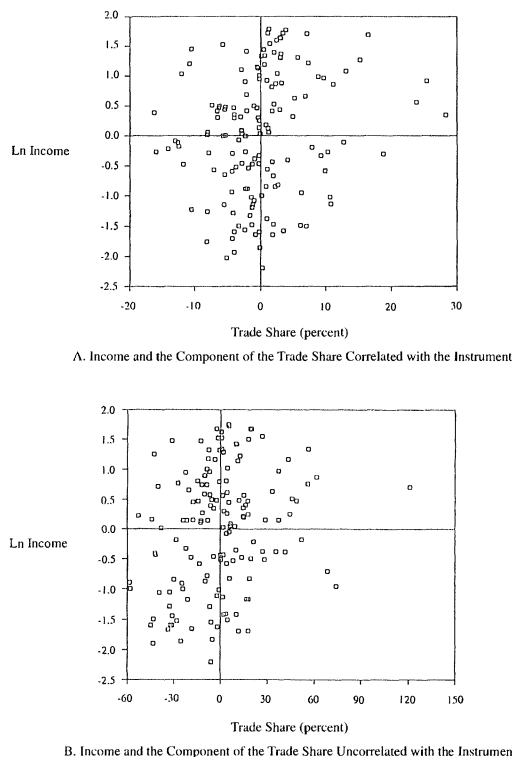 2.0
1.5
1.0
0.5
0.0
-0.5
-1.0
-1.5
-2.0
-2.5
Ln Income
-20 -10 0 10 20 30
Trade Share (percent)
A. Income and the Component of the Trade Share Correlated with the Instrument
2.0
1.5
1.0
0.5
0.0
-0.5
-1.0
-1.5
-2.0
-2.5
Ln Income
-60 -30 0 30 60 90 120 150
Trade Share (percent)
B. Income and the Component of the Trade Share Uncorrelated with the Instrumen